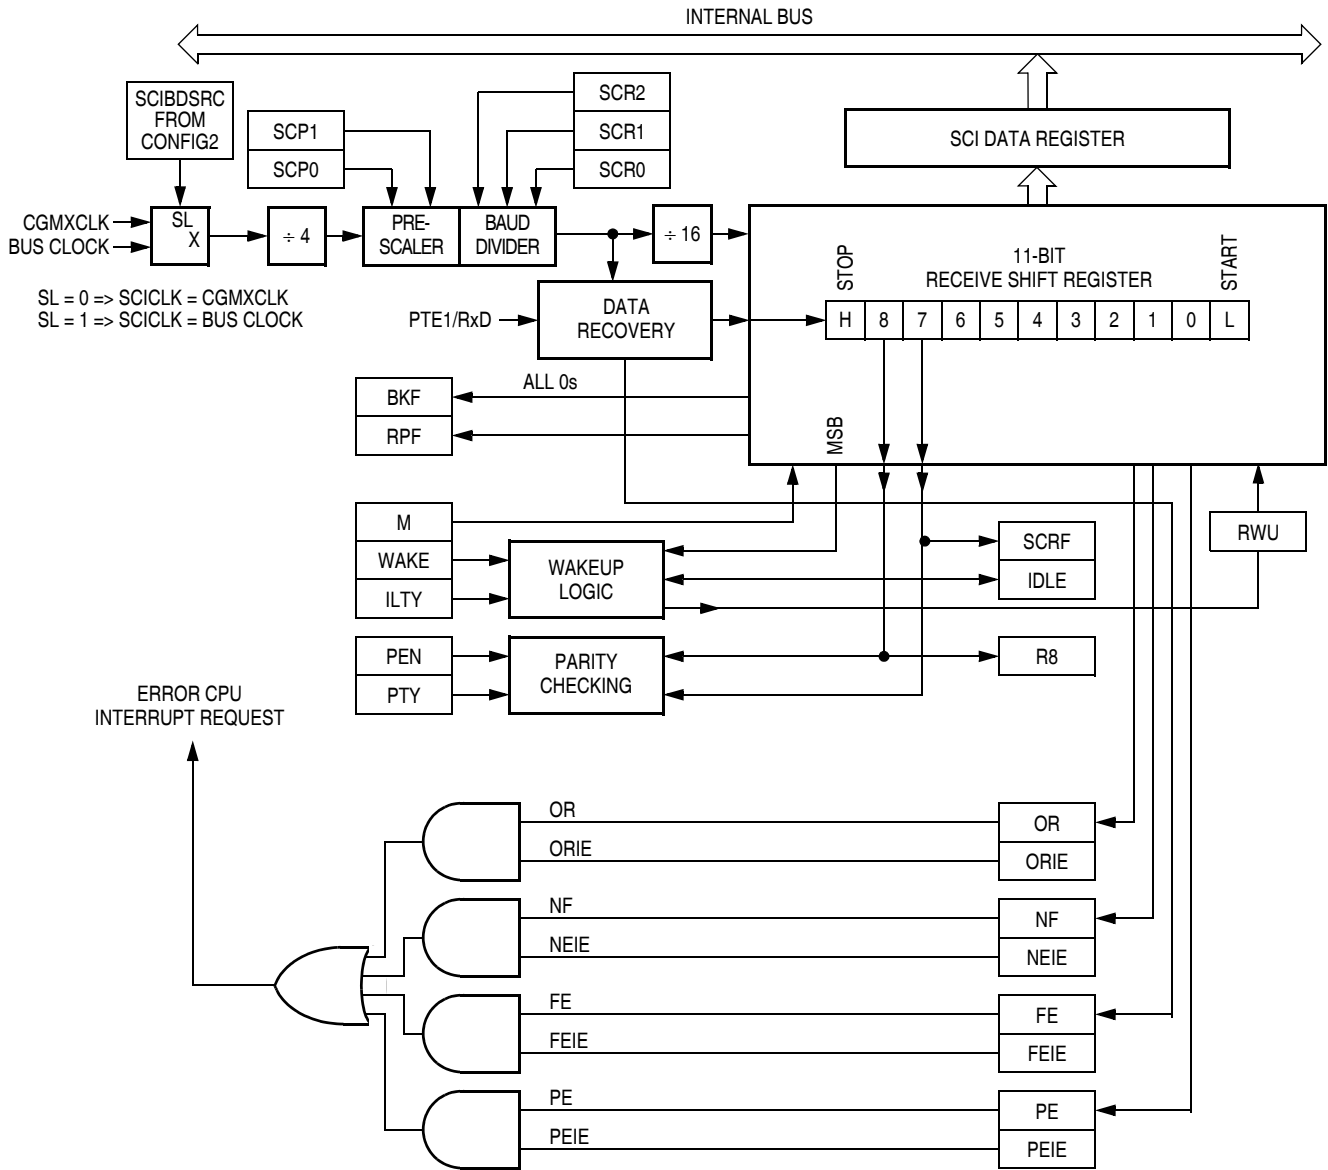 INTERNAL BUS
SCIBDSRC
FROM
CONFIG2
SCP1
SCP0
SCR2
SCR1
SCR0
SCI DATA REGISTER
CGMXCLK
BUS CLOCK
SL
X
÷ 4
PRE-
SCALER
BAUD
DIVIDER
÷ 16
SL = 0 => SCICLK = CGMXCLK
SL = 1 => SCICLK = BUS CLOCK
PTE1/RxD
DATA
RECOVERY
STOP
11-BIT
RECEIVE SHIFT REGISTER
START
H 8 7 6 5 4 3 2 1 0 L
ALL 0s
BKF
RPF
MSB
M
WAKE
ILTY
WAKEUP
LOGIC
SCRF
IDLE
RWU
PEN
PTY
PARITY
CHECKING
R8
ERROR CPU
INTERRUPT REQUEST
OR
OR
ORIE
ORIE
NF
NF
NEIE
NEIE
FE
FE
FEIE
FEIE
PE
PE
PEIE
PEIE